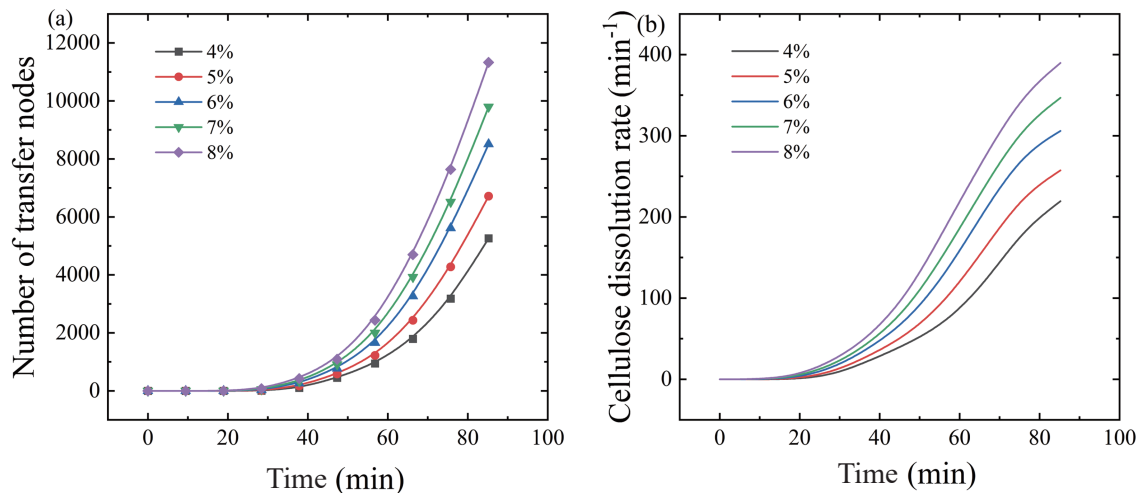 (a)
12000
10000
8000
6000
4000
2000
0
Number of transfer nodes
4%
5%
6%
7%
8%
0 20 40 60 80 100
Time (min)
(b)
400
300
200
100
0
Cellulose dissolution rate (min⁻¹)
4%
5%
6%
7%
8%
0 20 40 60 80 100
Time (min)